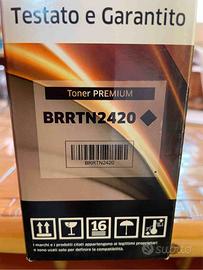 Testato e Garantito
Toner PREMIUM
BRRTN2420
BRRTN2420
16
I marchi e i prodotti citati appartengono ai legittimi proprietari
e sono usati solo per definire la compatibilità.
Subito